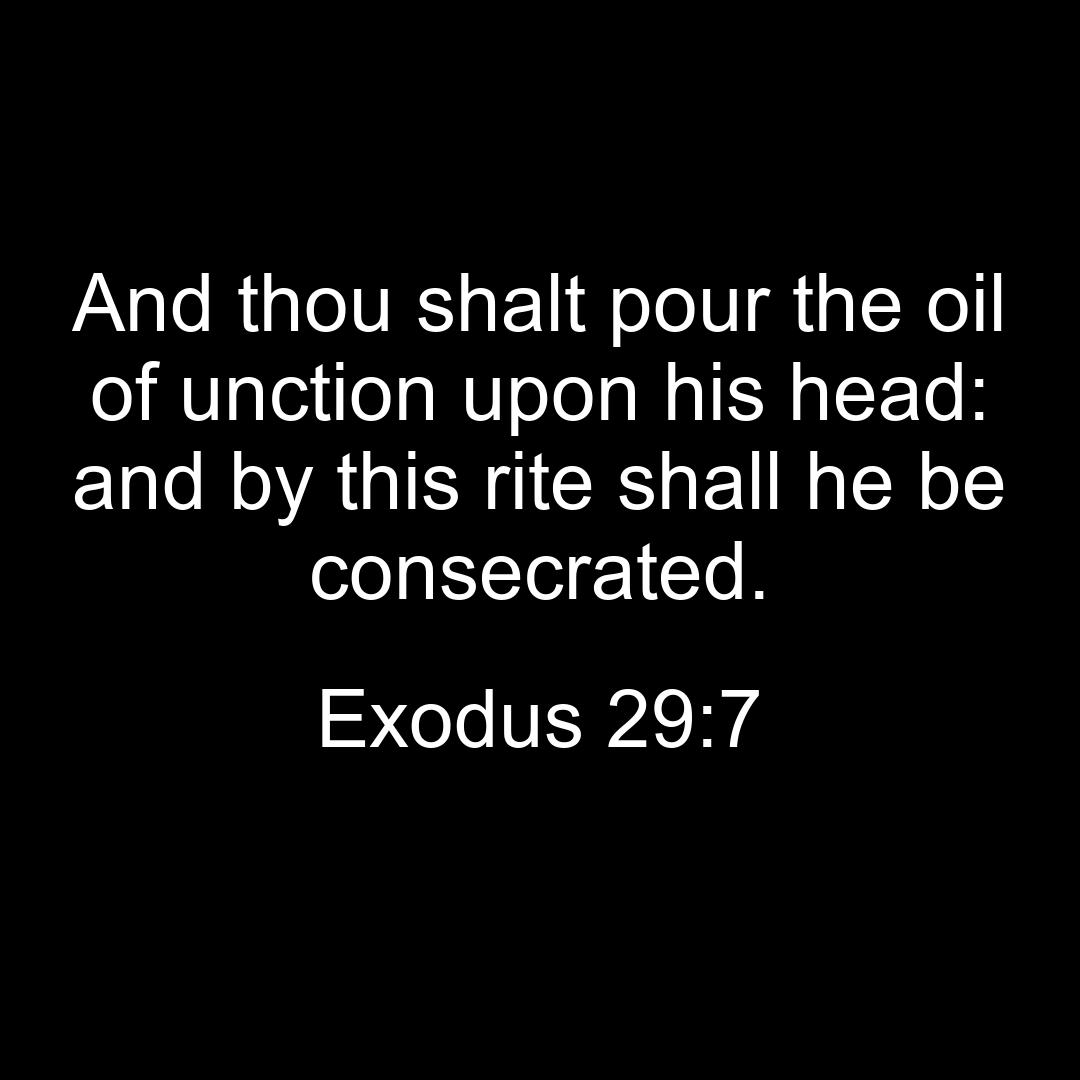 And thou shalt pour the oil
of unction upon his head:
and by this rite shall he be
consecrated.
Exodus 29:7